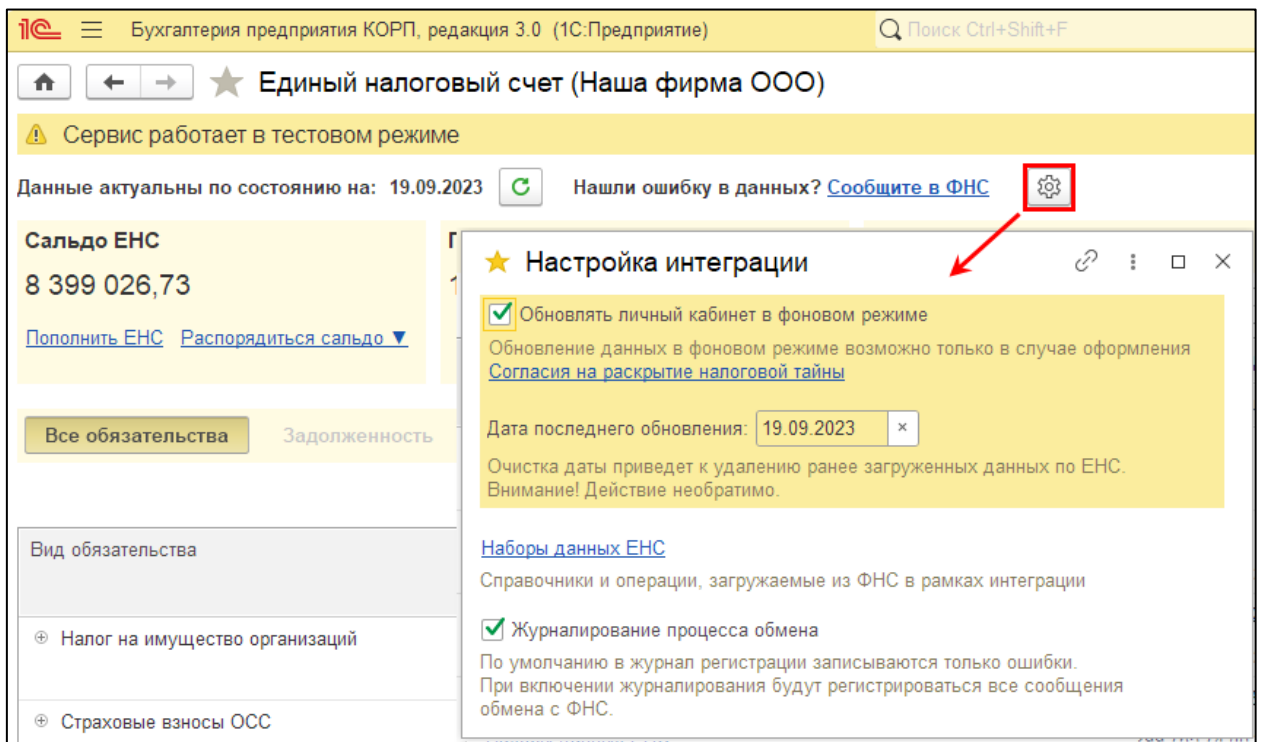 1С Бухгалтерия предприятия КОРП, редакция 3.0 (1С:Предприятие) Поиск Ctrl+Shift+F
Единый налоговый счет (Наша фирма ООО)
Сервис работает в тестовом режиме
Данные актуальны по состоянию на: 19.09.2023 Нашли ошибку в данных? Сообщите в ФНС
Сальдо ЕНС
8 399 026,73
Пополнить ЕНС Распорядиться сальдо ▼
Все обязательства Задолженность
Вид обязательства
Налог на имущество организаций
Страховые взносы ОСС
Настройка интеграции
Обновлять личный кабинет в фоновом режиме
Обновление данных в фоновом режиме возможно только в случае оформления
Согласия на раскрытие налоговой тайны
Дата последнего обновления: 19.09.2023 ×
Очистка даты приведет к удалению ранее загруженных данных по ЕНС.
Внимание! Действие необратимо.
Наборы данных ЕНС
Справочники и операции, загружаемые из ФНС в рамках интеграции
Журналирование процесса обмена
По умолчанию в журнал регистрации записываются только ошибки.
При включении журналирования будут регистрироваться все сообщения
обмена с ФНС.